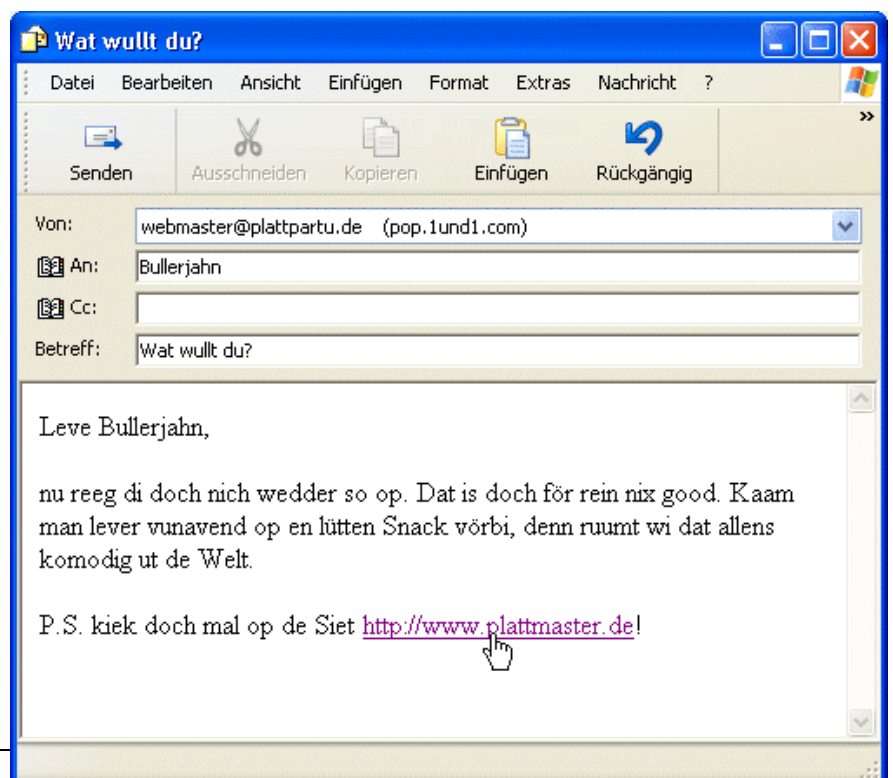 Wat wullt du?
Datei Bearbeiten Ansicht Einfügen Format Extras Nachricht ?
»
Senden Ausschneiden Kopieren Einfügen Rückgängig
Von: webmaster@plattpartu.de (pop.1und1.com)
An: Bullerjahn
Cc:
Betreff: Wat wullt du?
Leve Bullerjahn,
nu reeg di doch nich wedder so op. Dat is doch för rein nix good. Kaam
man lever vunavend op en lütten Snack vörbi, denn ruumt wi dat allens
komodig ut de Welt.
P.S. kiek doch mal op de Siet http://www.plattmaster.de!